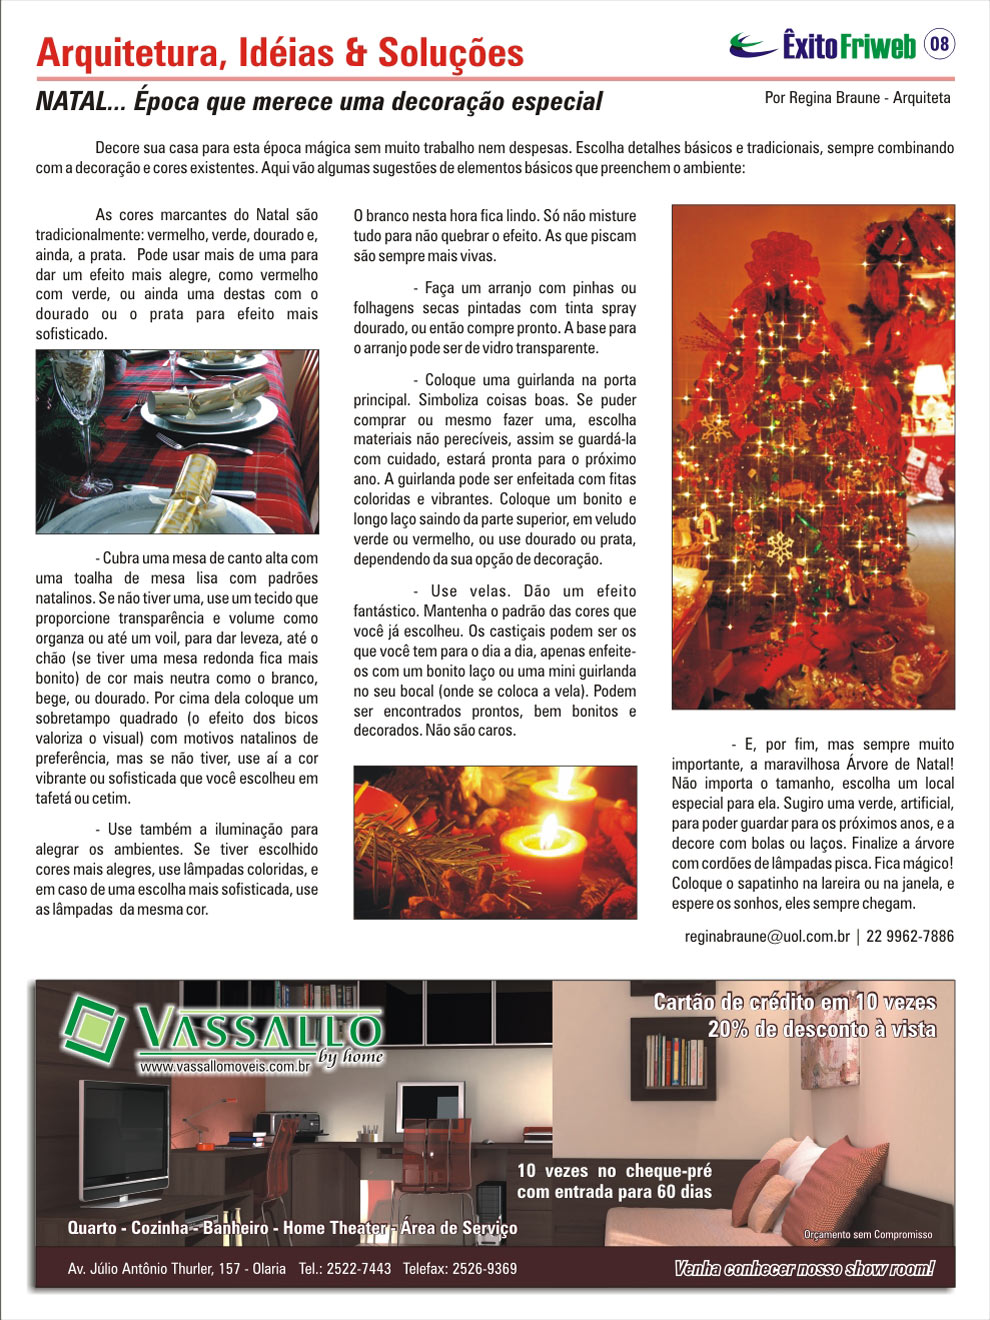 Arquitetura, Idéias & Soluções
ÊxitoFriweb 08
NATAL... Época que merece uma decoração especial
Por Regina Braune - Arquiteta
Decore sua casa para esta época mágica sem muito trabalho nem despesas. Escolha detalhes básicos e tradicionais, sempre combinando
com a decoração e cores existentes. Aqui vão algumas sugestões de elementos básicos que preenchem o ambiente:
As cores marcantes do Natal são
tradicionalmente: vermelho, verde, dourado e,
ainda, a prata. Pode usar mais de uma para
dar um efeito mais alegre, como vermelho
com verde, ou ainda uma destas com o
dourado ou o prata para efeito mais
sofisticado.
- Cubra uma mesa de canto alta com
uma toalha de mesa lisa com padrões
natalinos. Se não tiver uma, use um tecido que
proporcione transparência e volume como
organza ou até um voil, para dar leveza, até o
chão (se tiver uma mesa redonda fica mais
bonito) de cor mais neutra como o branco,
bege, ou dourado. Por cima dela coloque um
sobretampo quadrado (o efeito dos bicos
valoriza o visual) com motivos natalinos de
preferência, mas se não tiver, use aí a cor
vibrante ou sofisticada que você escolheu em
tafetá ou cetim.
- Use também a iluminação para
alegrar os ambientes. Se tiver escolhido
cores mais alegres, use lâmpadas coloridas, e
em caso de uma escolha mais sofisticada, use
as lâmpadas da mesma cor.
O branco nesta hora fica lindo. Só não misture
tudo para não quebrar o efeito. As que piscam
são sempre mais vivas.
- Faça um arranjo com pinhas ou
folhagens secas pintadas com tinta spray
dourado, ou então compre pronto. A base para
o arranjo pode ser de vidro transparente.
- Coloque uma guirlanda na porta
principal. Simboliza coisas boas. Se puder
comprar ou mesmo fazer uma, escolha
materiais não perecíveis, assim se guardá-la
com cuidado, estará pronta para o próximo
ano. A guirlanda pode ser enfeitada com fitas
coloridas e vibrantes. Coloque um bonito e
longo laço saindo da parte superior, em veludo
verde ou vermelho, ou use dourado ou prata,
dependendo da sua opção de decoração.
- Use velas. Dão um efeito
fantástico. Mantenha o padrão das cores que
você já escolheu. Os castiçais podem ser os
que você tem para o dia a dia, apenas enfeite-
os com um bonito laço ou uma mini guirlanda
no seu bocal (onde se coloca a vela). Podem
ser encontrados prontos, bem bonitos e
decorados. Não são caros.
- E, por fim, mas sempre muito
importante, a maravilhosa Árvore de Natal!
Não importa o tamanho, escolha um local
especial para ela. Sugiro uma verde, artificial,
para poder guardar para os próximos anos, e a
decore com bolas ou laços. Finalize a árvore
com cordões de lâmpadas pisca. Fica mágico!
Coloque o sapatinho na lareira ou na janela, e
espere os sonhos, eles sempre chegam.
reginabraune@uol.com.br | 22 9962-7886
VASSALLO
by home
www.vassallomoveis.com.br
Cartão de crédito em 10 vezes
20% de desconto à vista
10 vezes no cheque-pré
com entrada para 60 dias
Quarto - Cozinha - Banheiro - Home Theater - Área de Serviço
Orçamento sem Compromisso
Av. Júlio Antônio Thurler, 157 - Olaria Tel.: 2522-7443 Telefax: 2526-9369
Venha conhecer nosso show room!